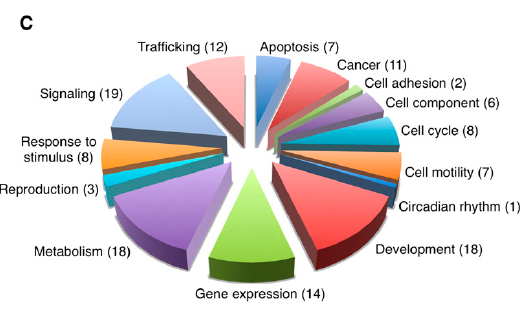 C
Trafficking (12)
Apoptosis (7)
Cancer (11)
Cell adhesion (2)
Signaling (19)
Cell component (6)
Cell cycle (8)
Response to
stimulus (8)
Cell motility (7)
Reproduction (3)
Circadian rhythm (1)
Metabolism (18)
Development (18)
Gene expression (14)